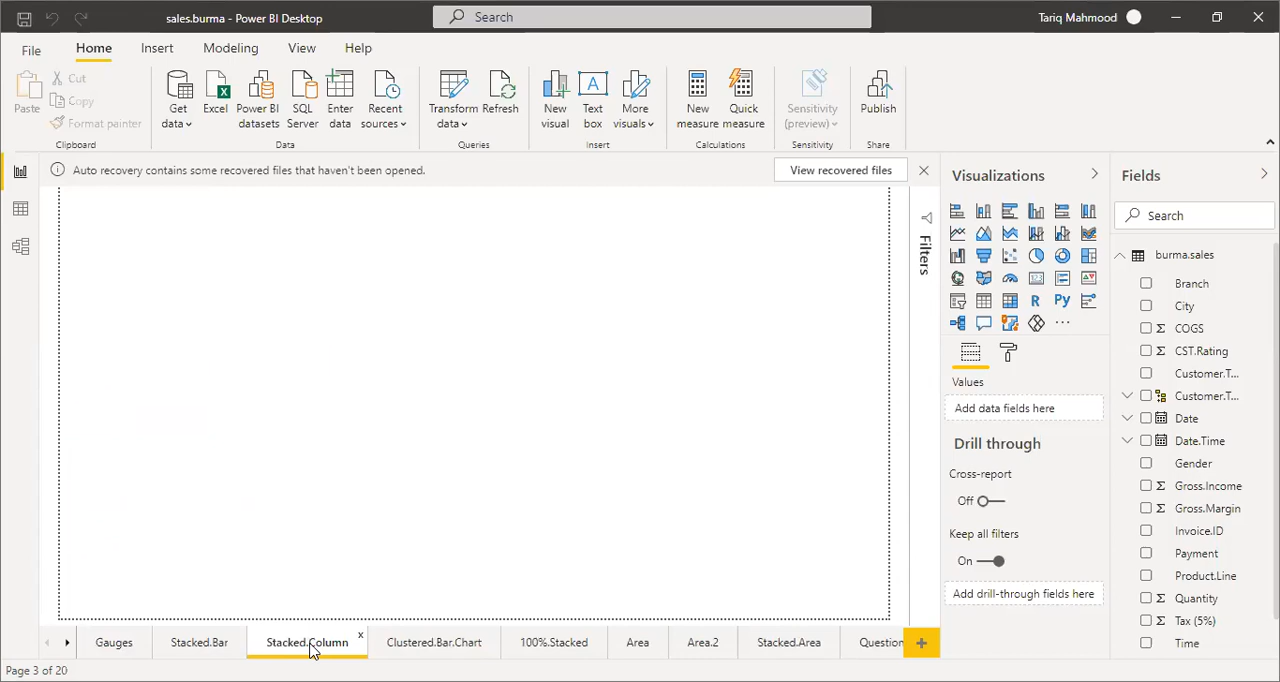 sales.burma - Power BI Desktop
Search
Tariq Mahmood
File
Home
Insert
Modeling
View
Help
Paste
Cut
Copy
Format painter
Clipboard
Get data
Excel
Power BI datasets
SQL Server
Enter data
Recent sources
Data
Transform data
Refresh
Queries
New visual
Text box
More visuals
Insert
New measure
Quick measure
Calculations
Sensitivity (preview)
Sensitivity
Publish
Share
Auto recovery contains some recovered files that haven't been opened.
View recovered files
Filters
Visualizations
R
Py
Values
Add data fields here
Drill through
Cross-report
Off
Keep all filters
On
Add drill-through fields here
Fields
Search
burma.sales
Branch
City
COGS
CST.Rating
Customer.T...
Customer.T...
Date
Date.Time
Gender
Gross.Income
Gross.Margin
Invoice.ID
Payment
Product.Line
Quantity
Tax (5%)
Time
Gauges
Stacked.Bar
Stacked.Column
Clustered.Bar.Chart
100%.Stacked
Area
Area.2
Stacked.Area
Question
Page 3 of 20